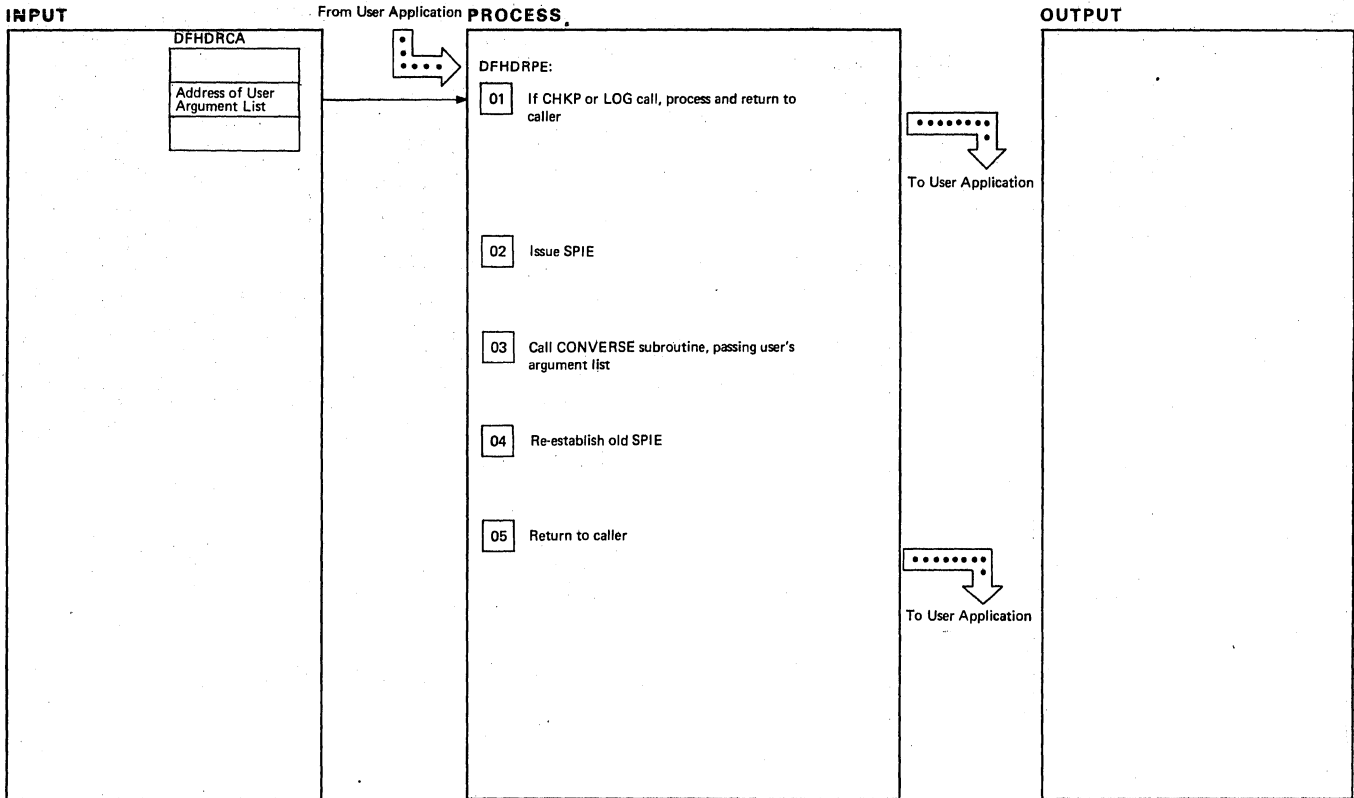 INPUT
From User Application
PROCESS
OUTPUT
DFHDRCA
Address of User
Argument List
DFHDRPE:
01 If CHKP or LOG call, process and return to
caller
To User Application
02 Issue SPIE
03 Call CONVERSE subroutine, passing user's
argument list
04 Re-establish old SPIE
05 Return to caller
To User Application